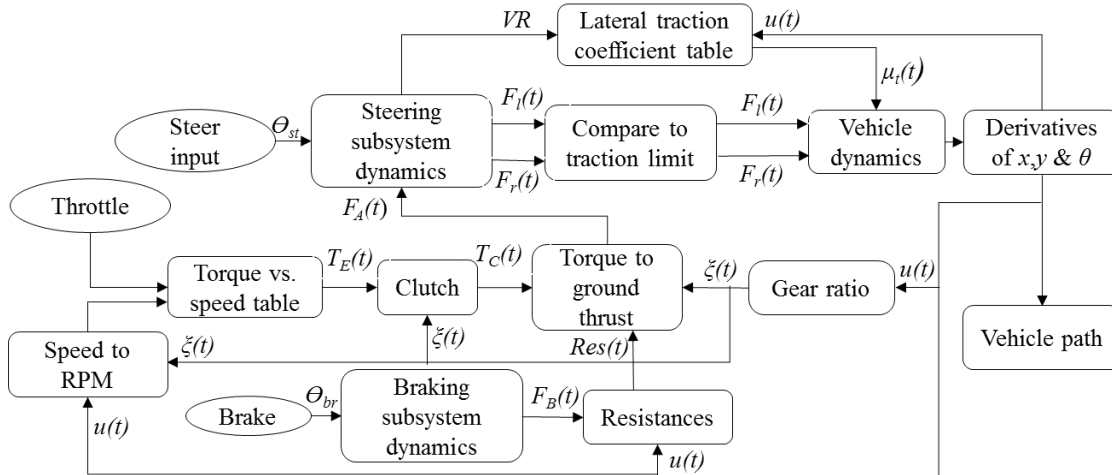 VR
Lateral traction
coefficient table
u(t)
μt(t)
Steer
input
Ɵst
Steering
subsystem
dynamics
Fl(t)
Fr(t)
Compare to
traction limit
Fl(t)
Fr(t)
Vehicle
dynamics
Derivatives
of x,y & θ
Throttle
FA(t)
Torque vs.
speed table
TE(t)
Clutch
TC(t)
Torque to
ground
thrust
ξ(t)
Gear ratio
u(t)
Vehicle path
Speed to
RPM
ξ(t)
ξ(t)
Res(t)
Brake
Ɵbr
Braking
subsystem
dynamics
FB(t)
Resistances
u(t)
u(t)